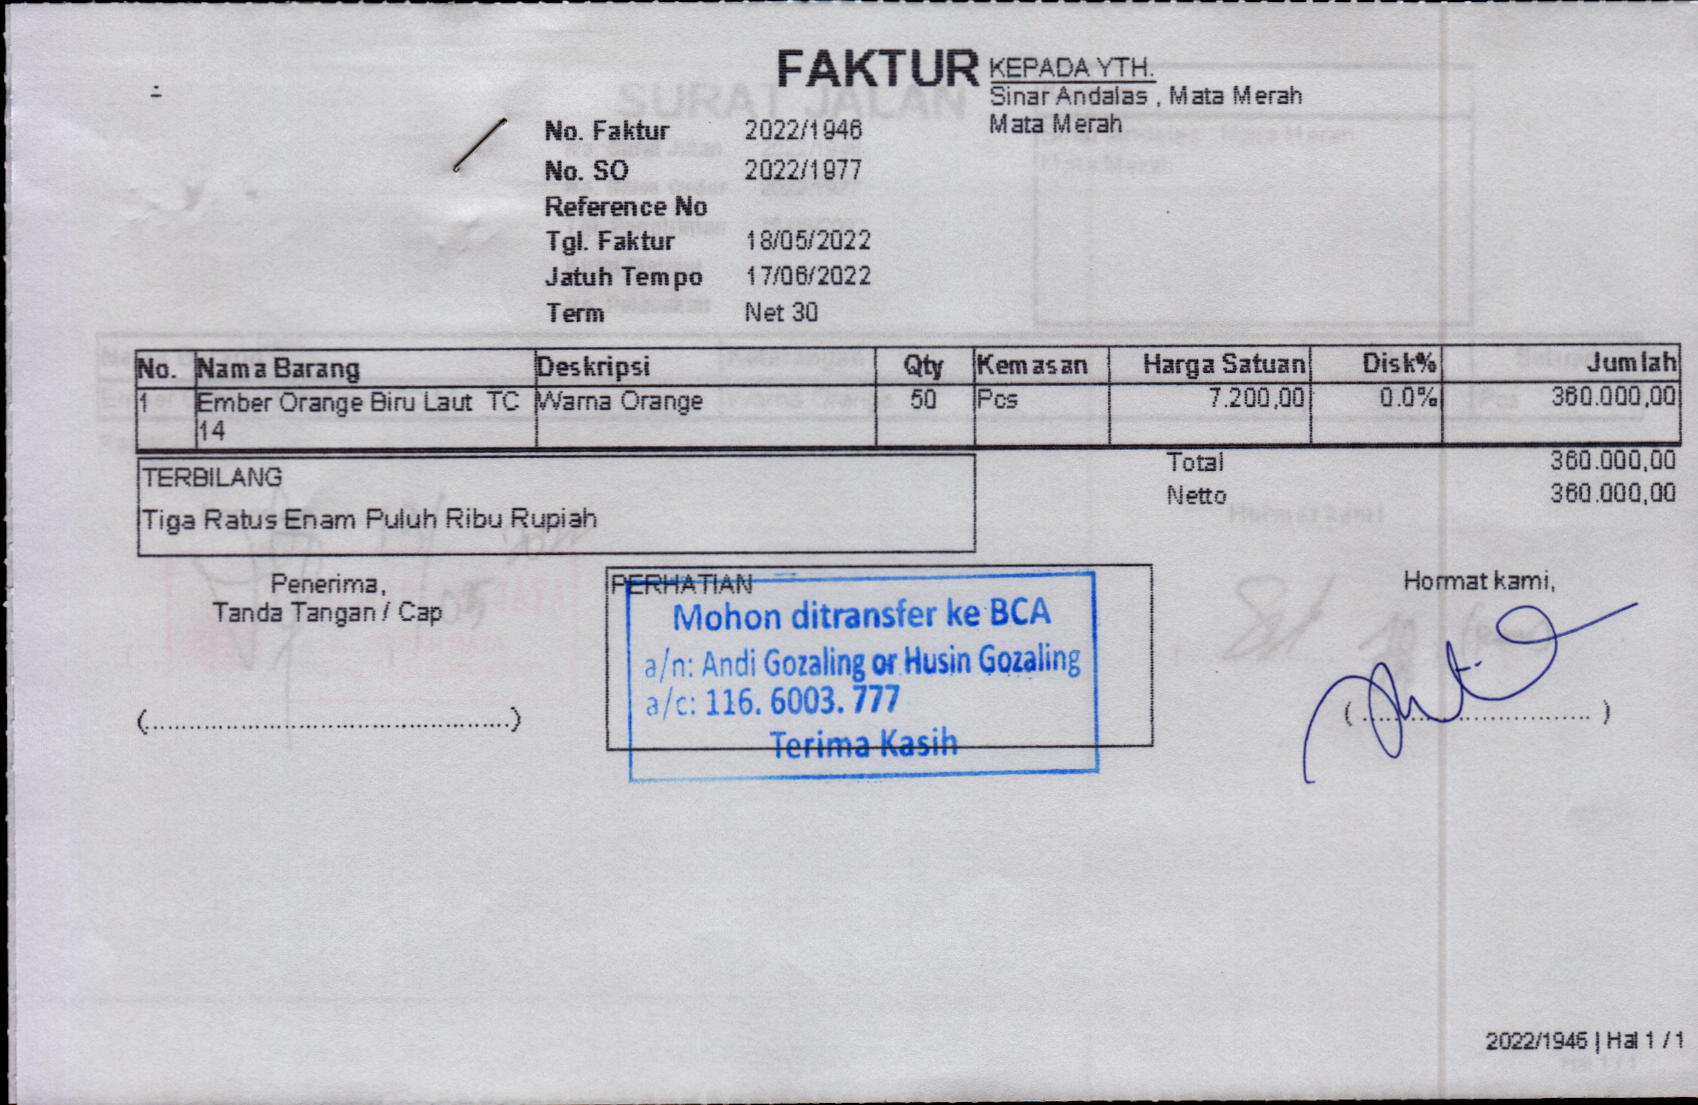 FAKTUR
KEPADA YTH.
Sinar Andalas , Mata Merah
Mata Merah
No. Faktur 2022/1946
No. SO 2022/1977
Reference No
Tgl. Faktur 18/05/2022
Jatuh Tempo 17/06/2022
Term Net 30
No. Nama Barang Deskripsi Qty Kemasan Harga Satuan Disk% Jumlah
1 Ember Orange Biru Laut TC Warna Orange 50 Pcs 7.200,00 0.0% 360.000,00
14
TERBILANG
Tiga Ratus Enam Puluh Ribu Rupiah
Total 360.000,00
Netto 360.000,00
Penerima,
Tanda Tangan / Cap
PERHATIAN
Mohon ditransfer ke BCA
a/n: Andi Gozaling or Husin Gozaling
a/c: 116. 6003. 777
Terima Kasih
Hormat kami,
2022/1946 | Hal 1 / 1